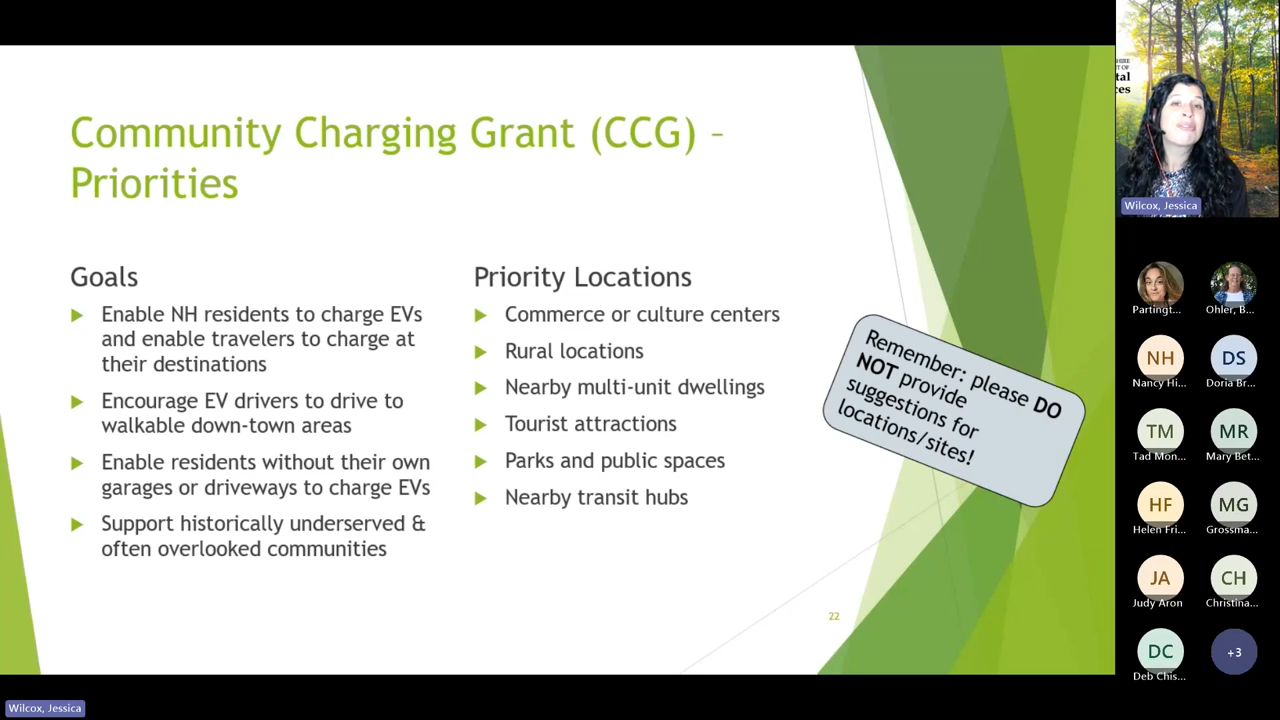 Community Charging Grant (CCG) –
Priorities
Goals
Enable NH residents to charge EVs
and enable travelers to charge at
their destinations
Encourage EV drivers to drive to
walkable down-town areas
Enable residents without their own
garages or driveways to charge EVs
Support historically underserved &
often overlooked communities
Priority Locations
Commerce or culture centers
Rural locations
Nearby multi-unit dwellings
Tourist attractions
Parks and public spaces
Nearby transit hubs
Remember: please DO
NOT provide
suggestions for
locations/sites!
22
HIRE
T OF
tal
ces
Wilcox, Jessica
Partingt...
Ohler, B...
NH
DS
Nancy Hi...
Doria Br...
TM
MR
Tad Mon...
Mary Bet...
HF
MG
Helen Fri...
Grossma...
JA
CH
Judy Aron
Christina...
DC
+3
Deb Chis...
Wilcox, Jessica